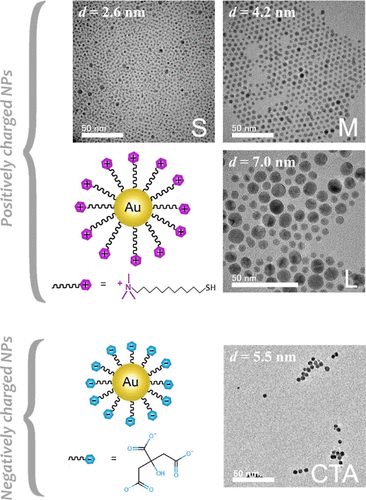 Positively charged NPs
d = 2.6 nm
50 nm
S
d = 4.2 nm
50 nm
M
Au
+
+
+
+
+
+
+
+
+
+
+
+
d = 7.0 nm
50 nm
L
+ = + N SH
Negatively charged NPs
Au
−
−
−
−
−
−
−
−
−
−
−
−
− = O O⁻ O O⁻ OH O O⁻
d = 5.5 nm
50 nm
CTA